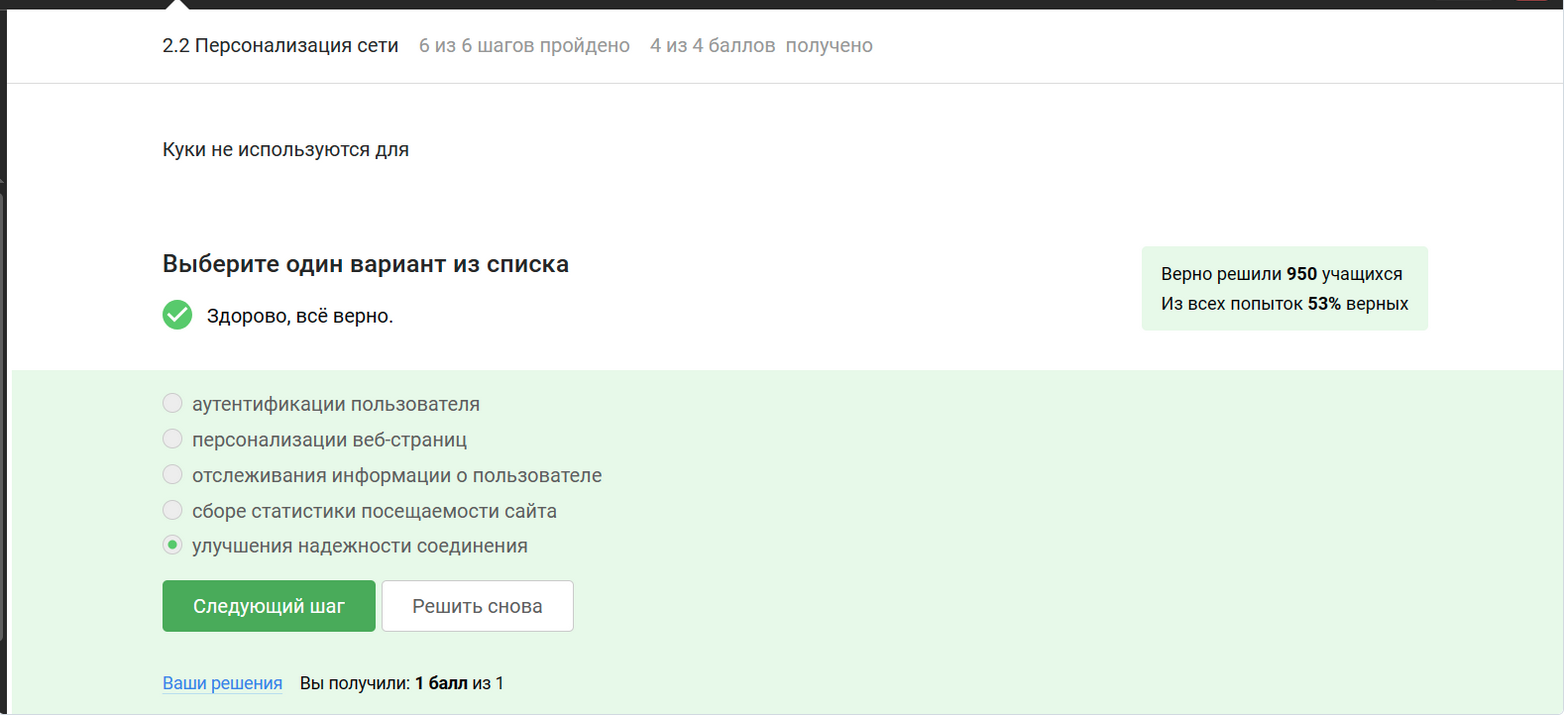 2.2 Персонализация сети 6 из 6 шагов пройдено 4 из 4 баллов получено
Куки не используются для
Выберите один вариант из списка
Верно решили 950 учащихся
Из всех попыток 53% верных
Здорово, всё верно.
аутентификации пользователя
персонализации веб-страниц
отслеживания информации о пользователе
сборе статистики посещаемости сайта
улучшения надежности соединения
Следующий шаг Решить снова
Ваши решения Вы получили: 1 балл из 1